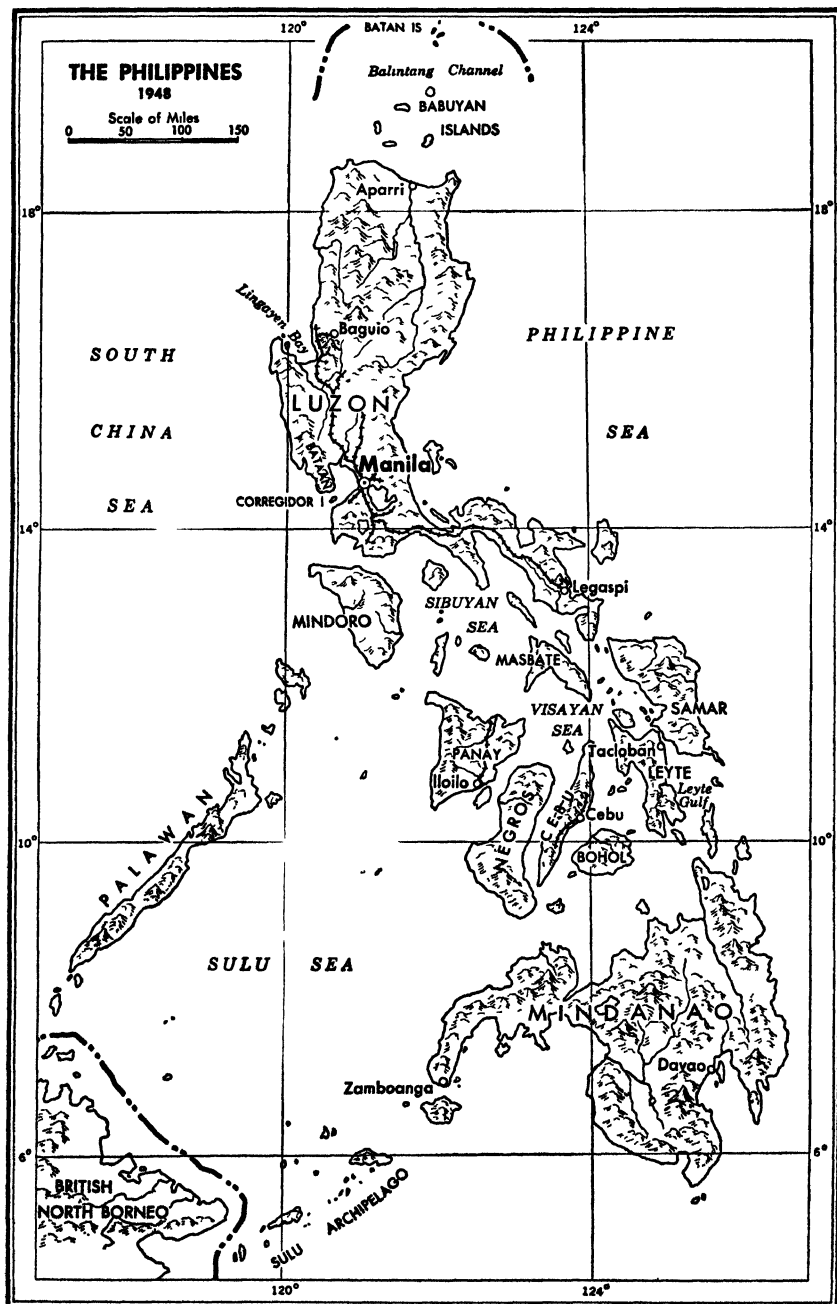 120°
124°
BATAN IS
THE PHILIPPINES
1948
Scale of Miles
0 50 100 150
Balintang Channel
BABUYAN
ISLANDS
Aparri
18°
18°
Lingayen Bay
Baguio
PHILIPPINE
SEA
SOUTH
CHINA
SEA
LUZON
BATAAN
Manila
CORREGIDOR I
14°
14°
Legaspi
SIBUYAN
SEA
MINDORO
MASBATE
VISAYAN
SEA
SAMAR
PANAY
Tacloban
LEYTE
Iloilo
Leyte
Gulf
NEGROS
CEBU
Cebu
PALAWAN
10°
10°
BOHOL
SULU SEA
MINDANAO
Davao
Zamboanga
6°
6°
BRITISH
NORTH BORNEO
SULU ARCHIPELAGO
120°
124°